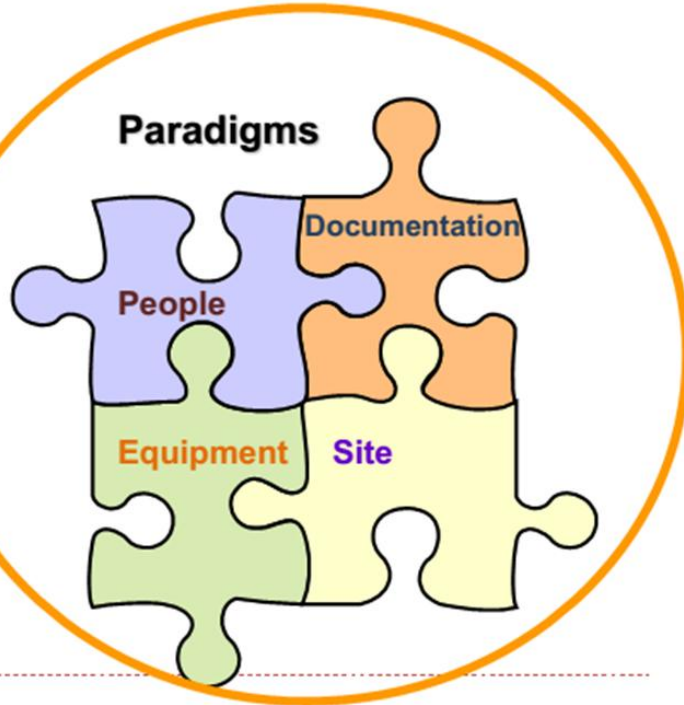 Paradigms
Documentation
People
Equipment
Site